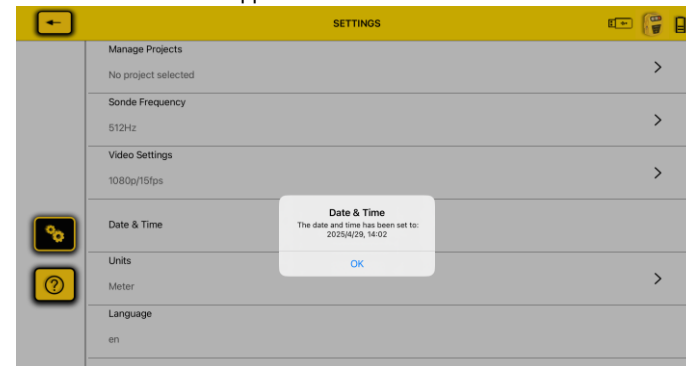 SETTINGS
Manage Projects
No project selected
Sonde Frequency
512Hz
Video Settings
1080p/15fps
Date & Time
Date & Time
The date and time has been set to:
2025/4/29, 14:02
OK
Units
Meter
Language
en